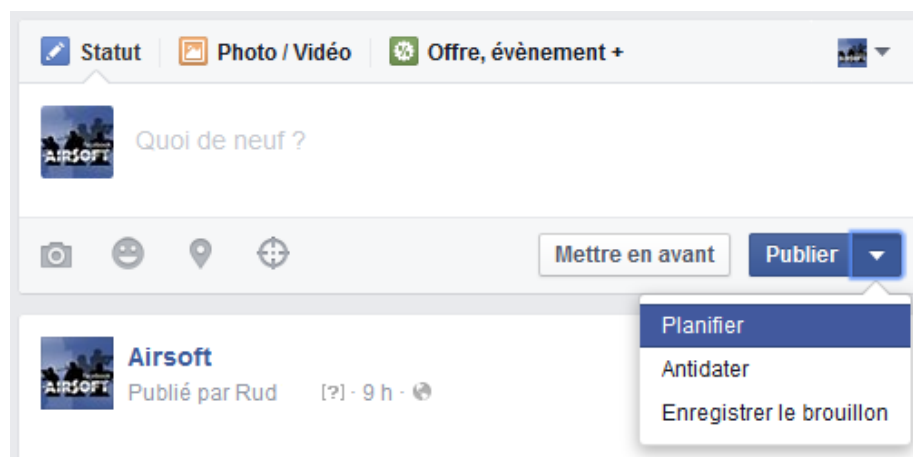 Statut Photo / Vidéo Offre, évènement +
AIRSOFT
Quoi de neuf ?
Mettre en avant Publier
Planifier
Antidater
Enregistrer le brouillon
AIRSOFT
Airsoft
Publié par Rud [?] · 9 h ·